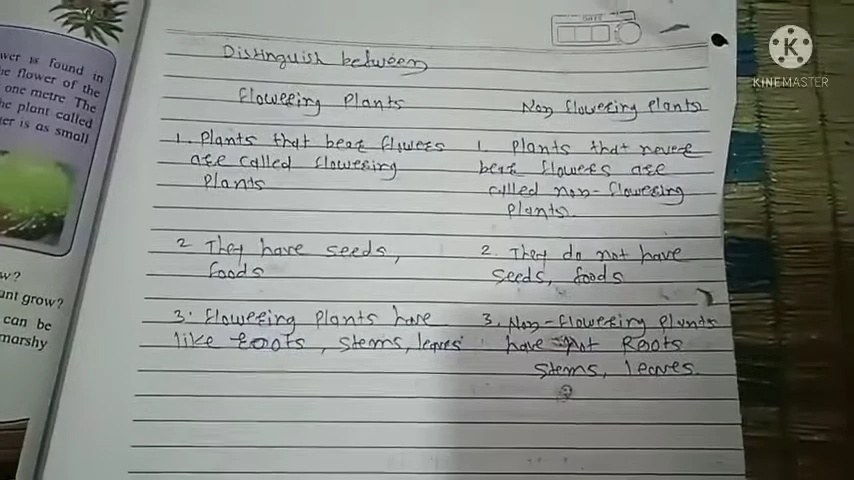 wer is found in
he flower of the
one metre. The
he plant called
er is as small
w?
ant grow?
can be
marshy
DATE
KINEMASTER
Distinguish between
Flowering Plants
Non flowering Plants
1. Plants that bear flowers
are called flowering
Plants
1. Plants that never
bear flowers are
called non-flowering
Plants.
2 They have seeds,
foods
2. They do not have
seeds, foods
3. Flowering Plants have
like roots, stems, leaves
3. Non-flowering Plants
have not Roots
stems, leaves.